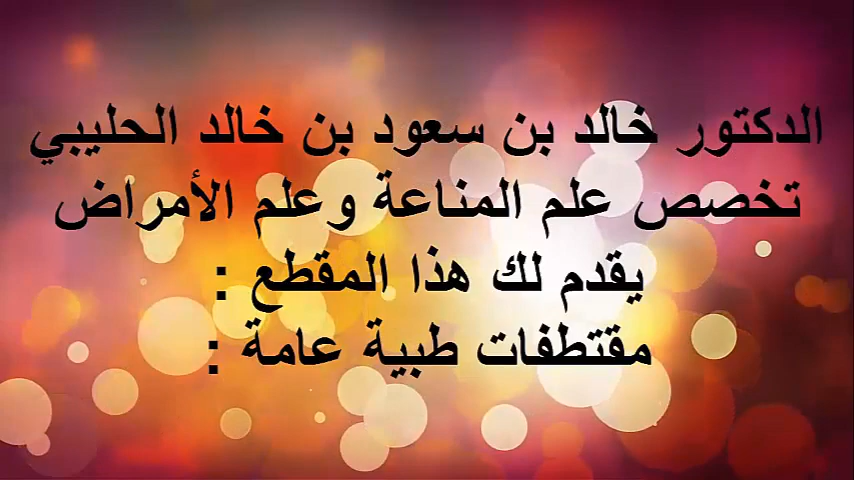 الدكتور خالد بن سعود بن خالد الحليبي
تخصص علم المناعة وعلم الأمراض
يقدم لك هذا المقطع :
مقتطفات طبية عامة :